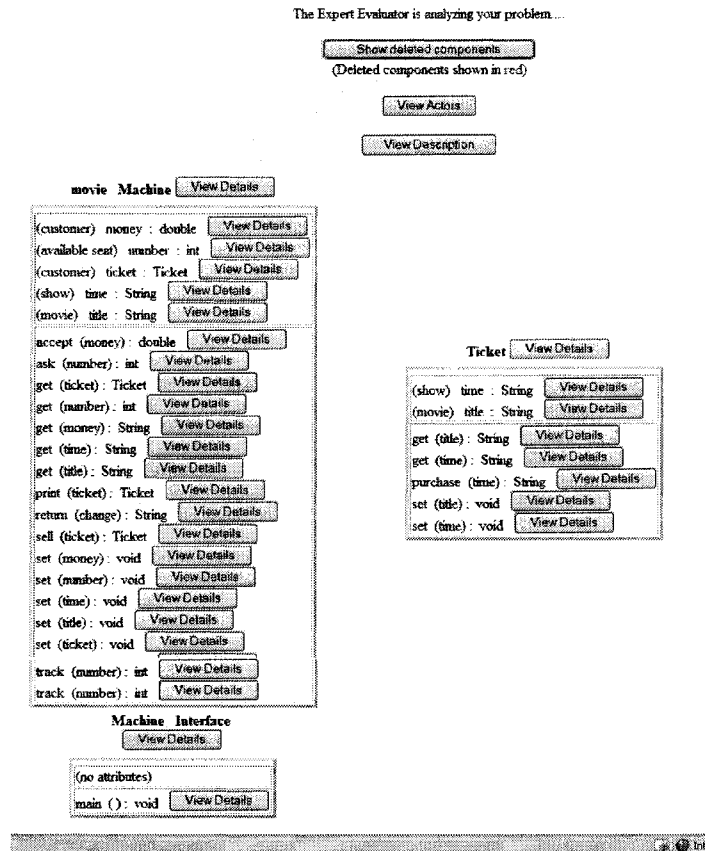 The Expert Evaluator is analyzing your problem....
Show deleted components
(Deleted components shown in red)
View Actors
View Description
movie Machine View Details
(customer) money : double View Details
(available seat) number : int View Details
(customer) ticket : Ticket View Details
(show) time : String View Details
(movie) title : String View Details
accept (money) : double View Details
ask (number) : int View Details
get (ticket) : Ticket View Details
get (number) : int View Details
get (money) : String View Details
get (time) : String View Details
get (title) : String View Details
print (ticket) : Ticket View Details
return (change) : String View Details
sell (ticket) : Ticket View Details
set (money) : void View Details
set (number) : void View Details
set (time) : void View Details
set (title) : void View Details
set (ticket) : void View Details
track (number) : int View Details
track (number) : int View Details
Machine Interface
View Details
(no attributes)
main () : void View Details
Ticket View Details
(show) time : String View Details
(movie) title : String View Details
get (title) : String View Details
get (time) : String View Details
purchase (time) : String View Details
set (title) : void View Details
set (time) : void View Details
Int